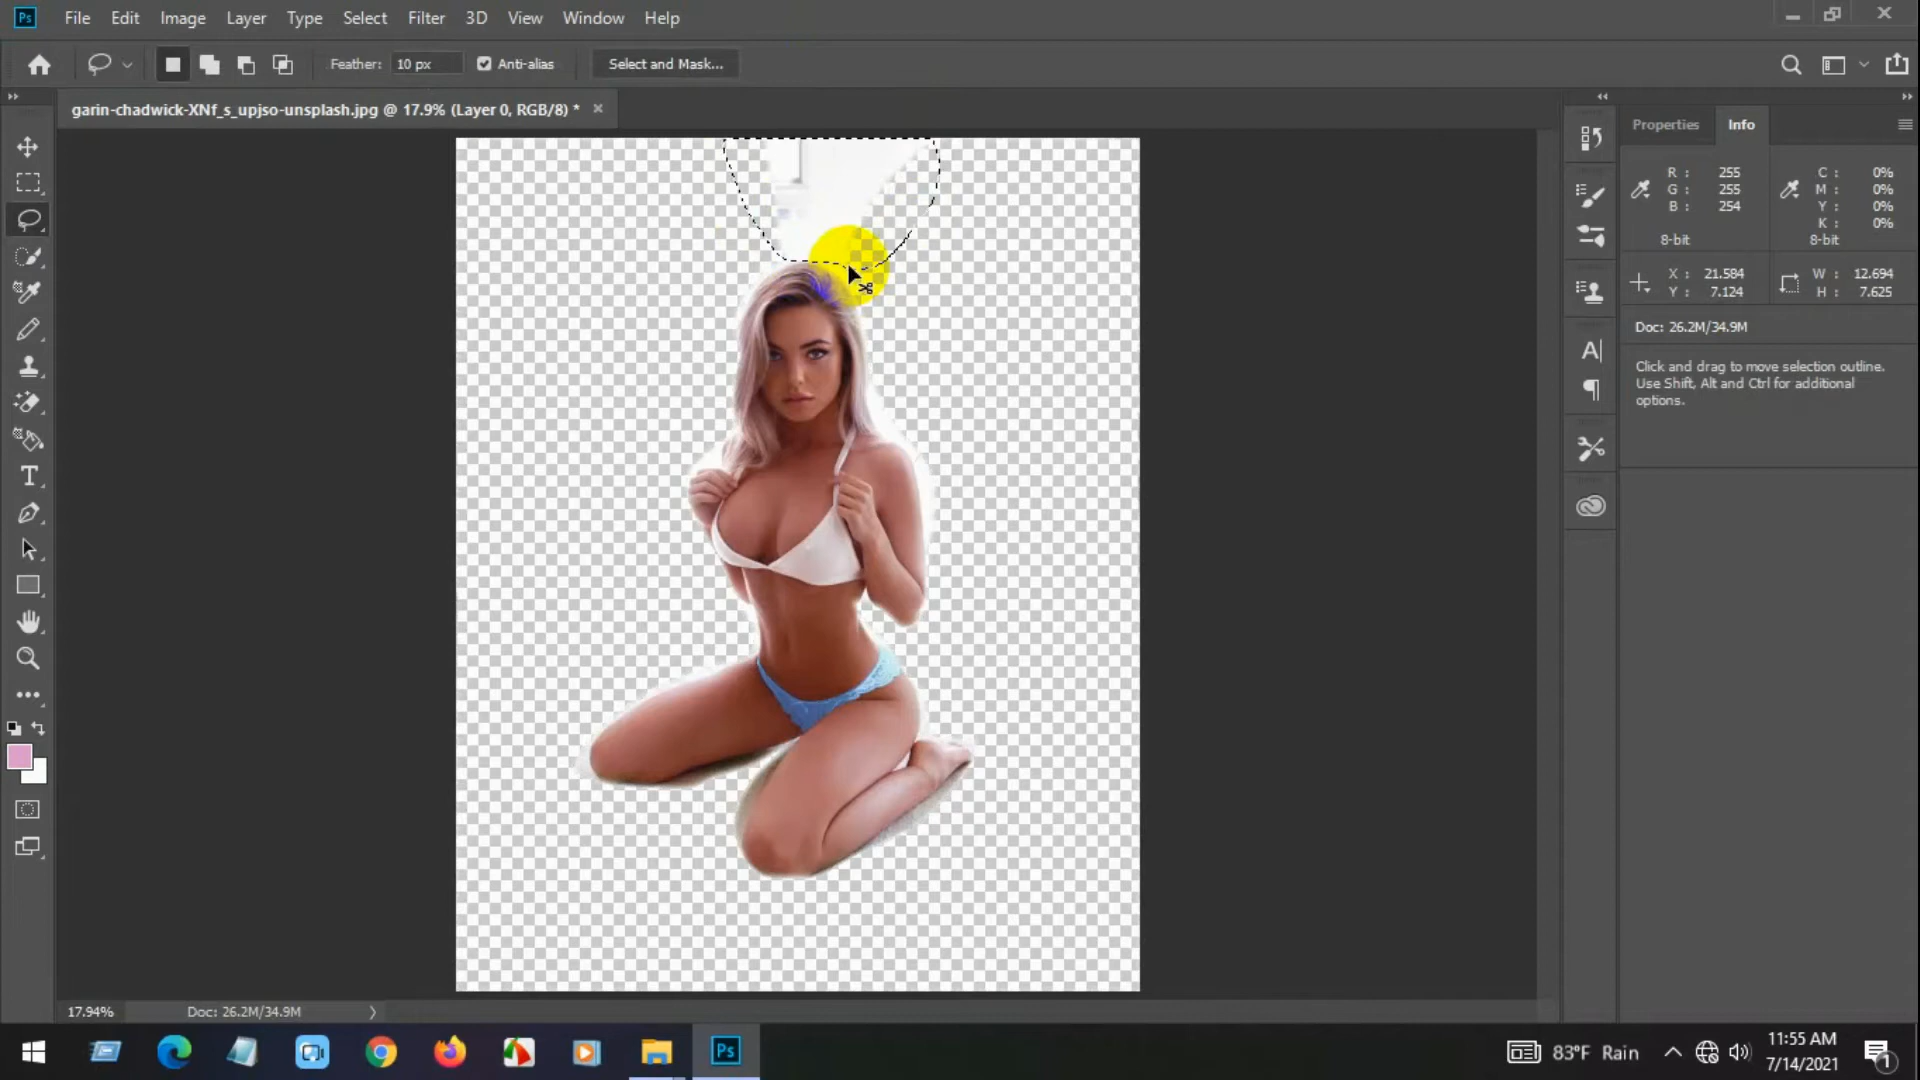 Ps File Edit Image Layer Type Select Filter 3D View Window Help
Feather: 10 px Anti-alias Select and Mask...
garin-chadwick-XNf_s_upjso-unsplash.jpg @ 17.9% (Layer 0, RGB/8) * ×
Properties Info
R : 255 C : 0%
G : 255 M : 0%
B : 254 Y : 0%
K : 0%
8-bit 8-bit
X : 21.584 W : 12.694
Y : 7.124 H : 7.625
Doc: 26.2M/34.9M
Click and drag to move selection outline.
Use Shift, Alt and Ctrl for additional
options.
17.94% Doc: 26.2M/34.9M
Ps
83°F Rain
11:55 AM
7/14/2021
1